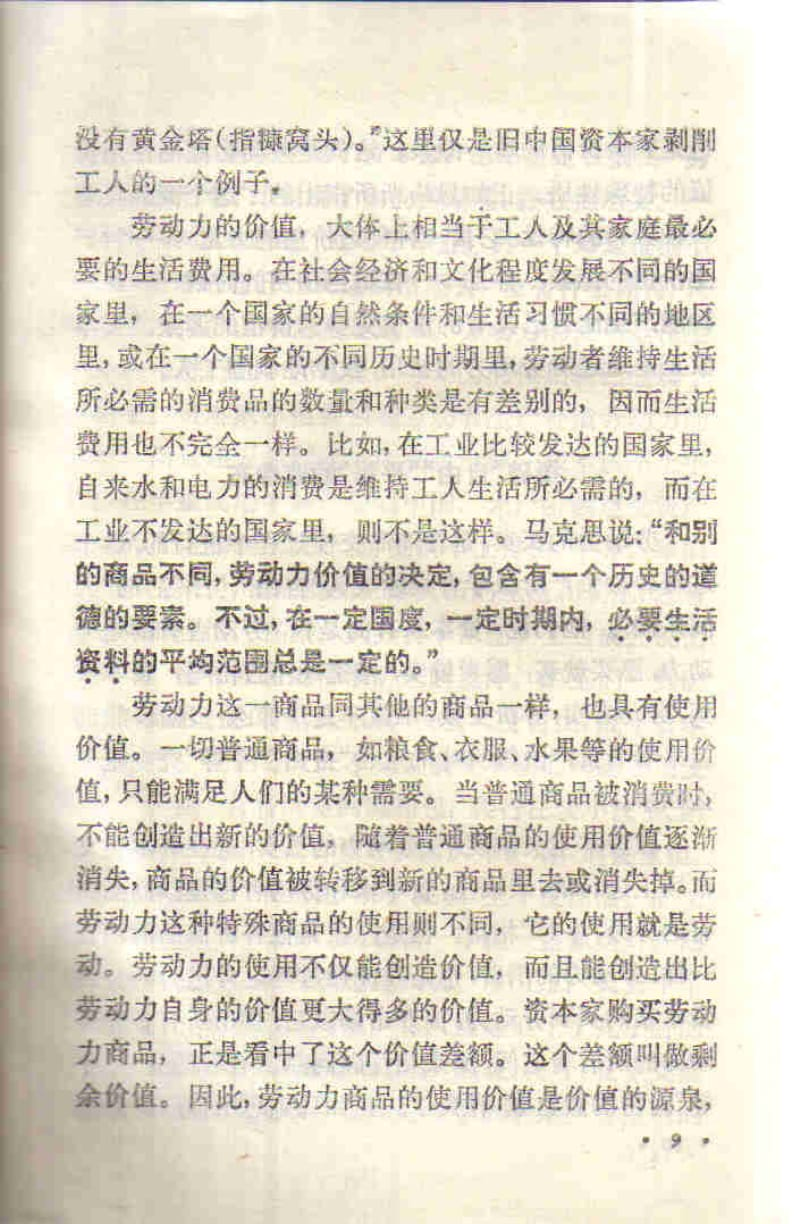 没有黄金塔(指糠窝头)。”这里仅是旧中国资本家剥削
工人的一个例子。
劳动力的价值，大体上相当于工人及其家庭最必
要的生活费用。在社会经济和文化程度发展不同的国
家里，在一个国家的自然条件和生活习惯不同的地区
里,或在一个国家的不同历史时期里,劳动者维持生活
所必需的消费品的数量和种类是有差别的，因而生活
费用也不完全一样。比如,在工业比较发达的国家里,
自来水和电力的消费是维持工人生活所必需的，而在
工业不发达的国家里，则不是这样。马克思说:“和别
的商品不同,劳动力价值的决定,包含有一个历史的道
德的要素。不过,在一定国度，一定时期内，必要生活
资料的平均范围总是一定的。”
劳动力这一商品同其他的商品一样，也具有使用
价值。一切普通商品，如粮食、衣服、水果等的使用价
值,只能满足人们的某种需要。当普通商品被消费时,
不能创造出新的价值，随着普通商品的使用价值逐渐
消失,商品的价值被转移到新的商品里去或消失掉。而
劳动力这种特殊商品的使用则不同，它的使用就是劳
动。劳动力的使用不仅能创造价值，而且能创造出比
劳动力自身的价值更大得多的价值。资本家购买劳动
力商品，正是看中了这个价值差额。这个差额叫做剩
余价值。因此,劳动力商品的使用价值是价值的源泉,
• 9 •